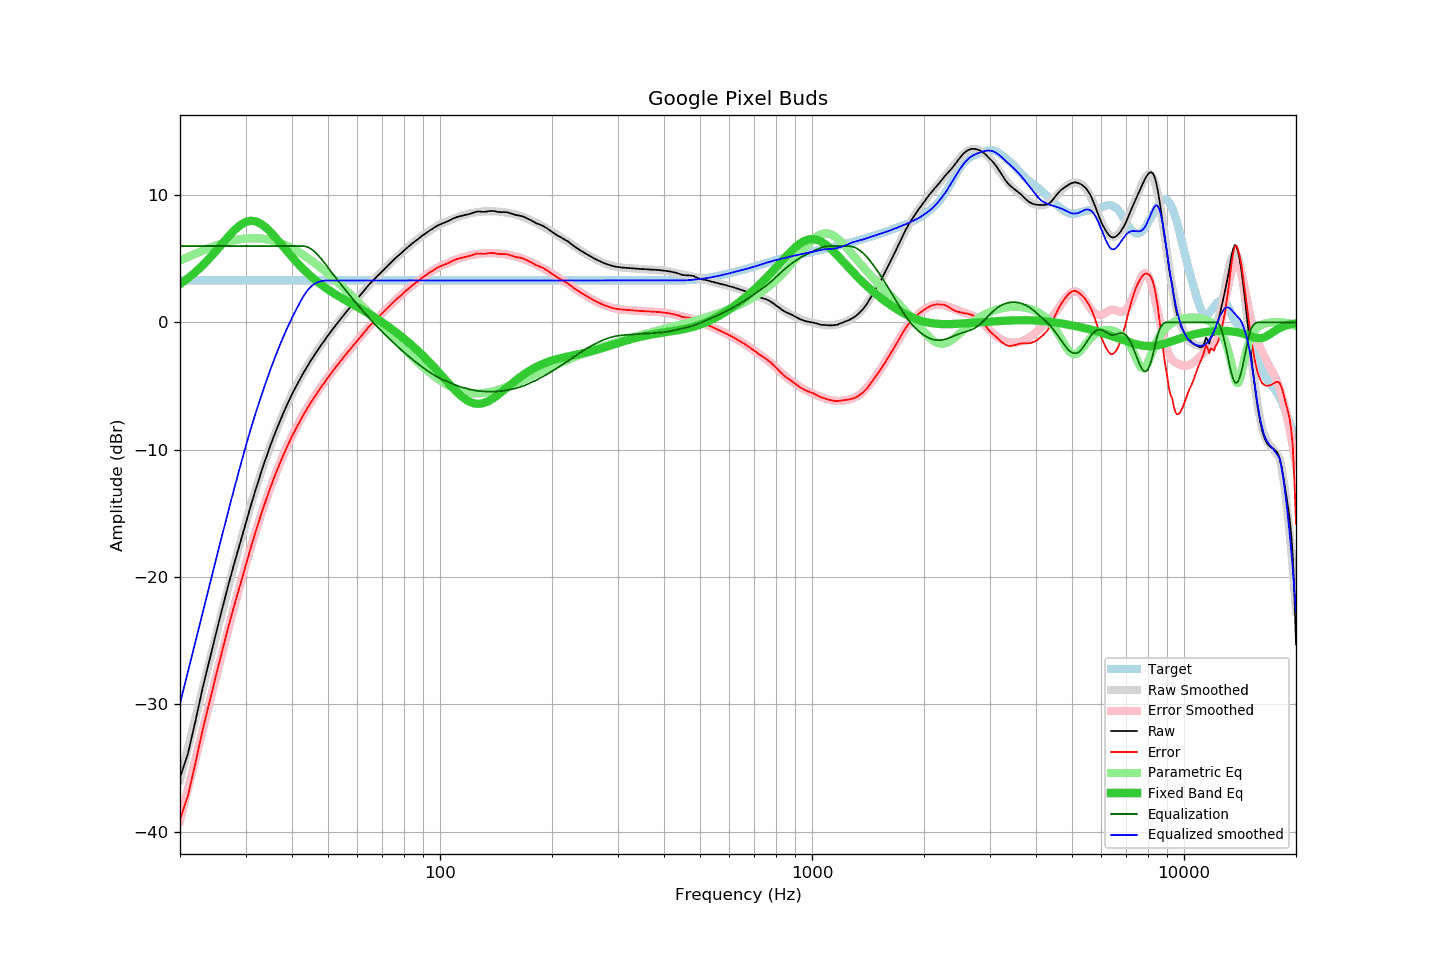 Google Pixel Buds
Amplitude (dBr)
10
0
−10
−20
−30
−40
100
1000
10000
Frequency (Hz)
Target
Raw Smoothed
Error Smoothed
Raw
Error
Parametric Eq
Fixed Band Eq
Equalization
Equalized smoothed